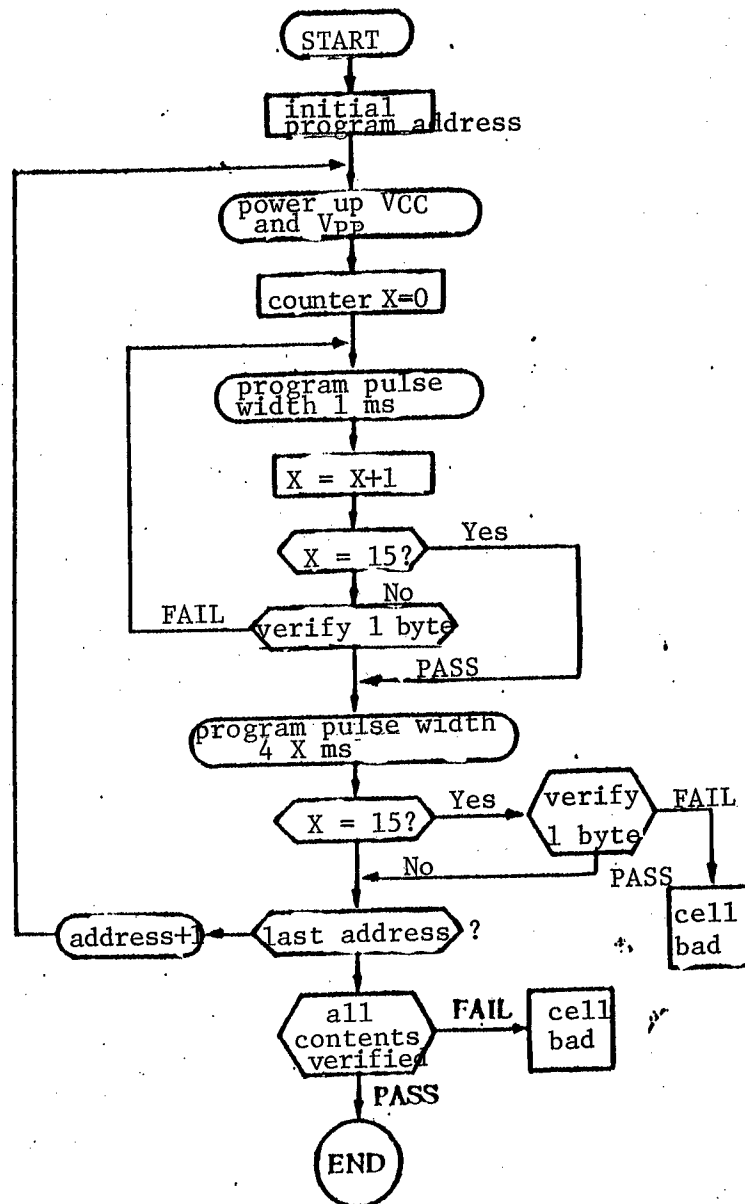 START
initial
program address
power up VCC
and VPP
counter X=0
program pulse
width 1 ms
X = X+1
X = 15?
Yes
No
FAIL
verify 1 byte
PASS
program pulse width
4 X ms
X = 15?
Yes
verify
1 byte
FAIL
No
PASS
cell
bad
address+1
last address ?
all
contents
verified
FAIL
cell
bad
PASS
END